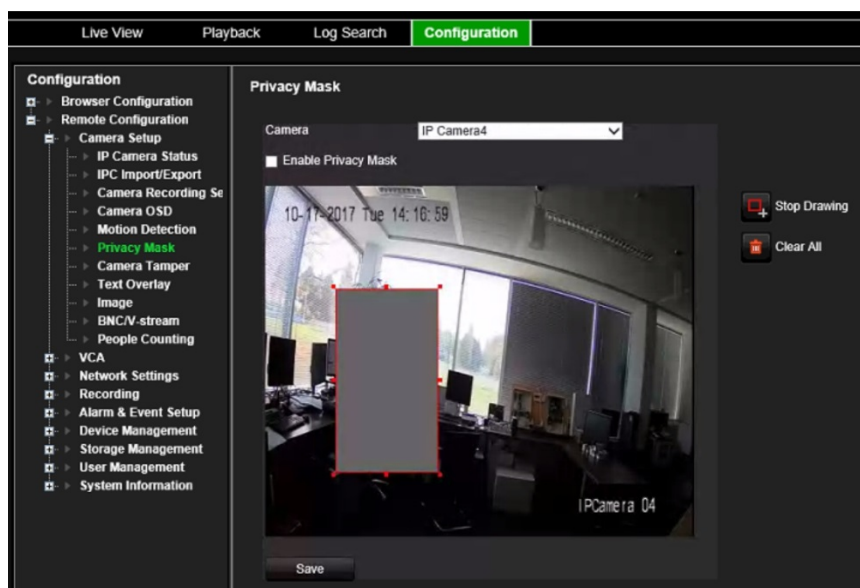 Live View Playback Log Search Configuration
Configuration
Browser Configuration
Remote Configuration
Camera Setup
IP Camera Status
IPC Import/Export
Camera Recording Se
Camera OSD
Motion Detection
Privacy Mask
Camera Tamper
Text Overlay
Image
BNC/V-stream
People Counting
VCA
Network Settings
Recording
Alarm & Event Setup
Device Management
Storage Management
User Management
System Information
Privacy Mask
Camera IP Camera4
Enable Privacy Mask
10-17-2017 Tue 14:16:59
IPCamera 04
Stop Drawing
Clear All
Save